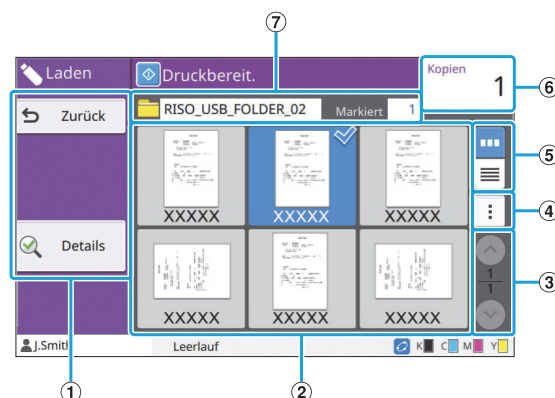 7
Laden
Druckbereit.
Kopien
1
6
Zurück
RISO_USB_FOLDER_02
Markiert
1
5
XXXXX
XXXXX
XXXXX
4
Details
1
1
3
XXXXX
XXXXX
XXXXX
J.Smith
Leerlauf
K
C
M
Y
1
2